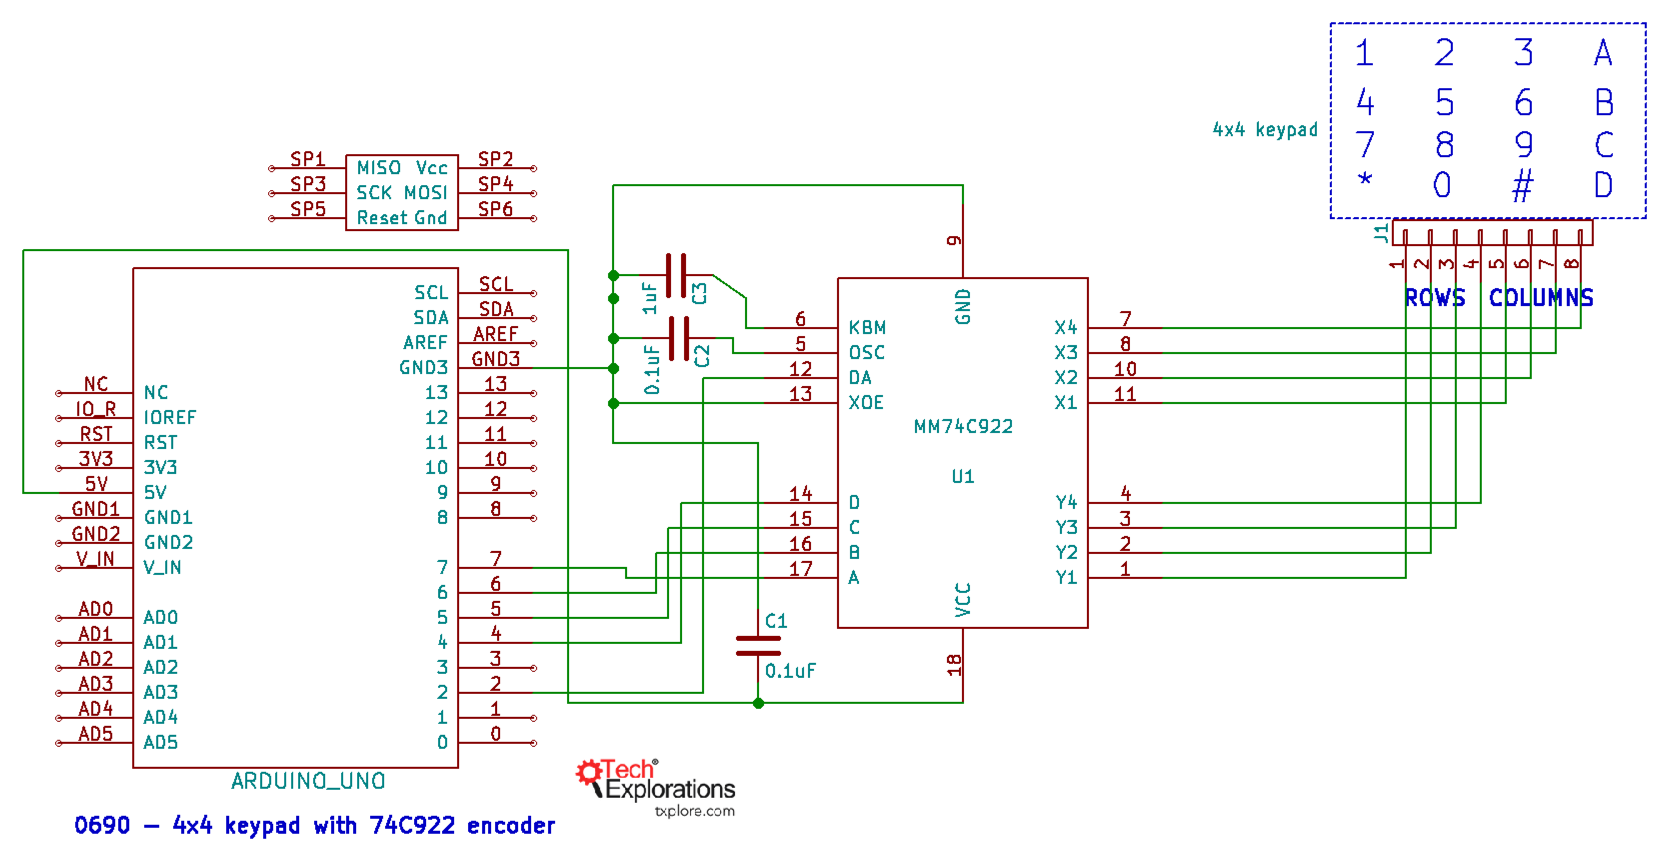 1 2 3 A
4 5 6 B
7 8 9 C
* 0 # D
4x4 keypad
J1
1 2 3 4 5 6 7 8
ROWS COLUMNS
SP1 MISO Vcc SP2
SP3 SCK MOSI SP4
SP5 Reset Gnd SP6
SCL SCL
SDA SDA
AREF AREF
GND3 GND3
NC NC 13 13
IO_R IOREF 12 12
RST RST 11 11
3V3 3V3 10 10
5V 5V 9 9
GND1 GND1 8 8
GND2 GND2
V_IN V_IN 7 7
6 6
AD0 AD0 5 5
AD1 AD1 4 4
AD2 AD2 3 3
AD3 AD3 2 2
AD4 AD4 1 1
AD5 AD5 0 0
ARDUINO_UNO
1uF C3
0.1uF C2
C1
0.1uF
9
GND
6 KBM X4 7
5 OSC X3 8
12 DA X2 10
13 XOE X1 11
MM74C922
U1
14 D Y4 4
15 C Y3 3
16 B Y2 2
17 A Y1 1
VCC
18
Tech®
Explorations
txplore.com
0690 – 4x4 keypad with 74C922 encoder